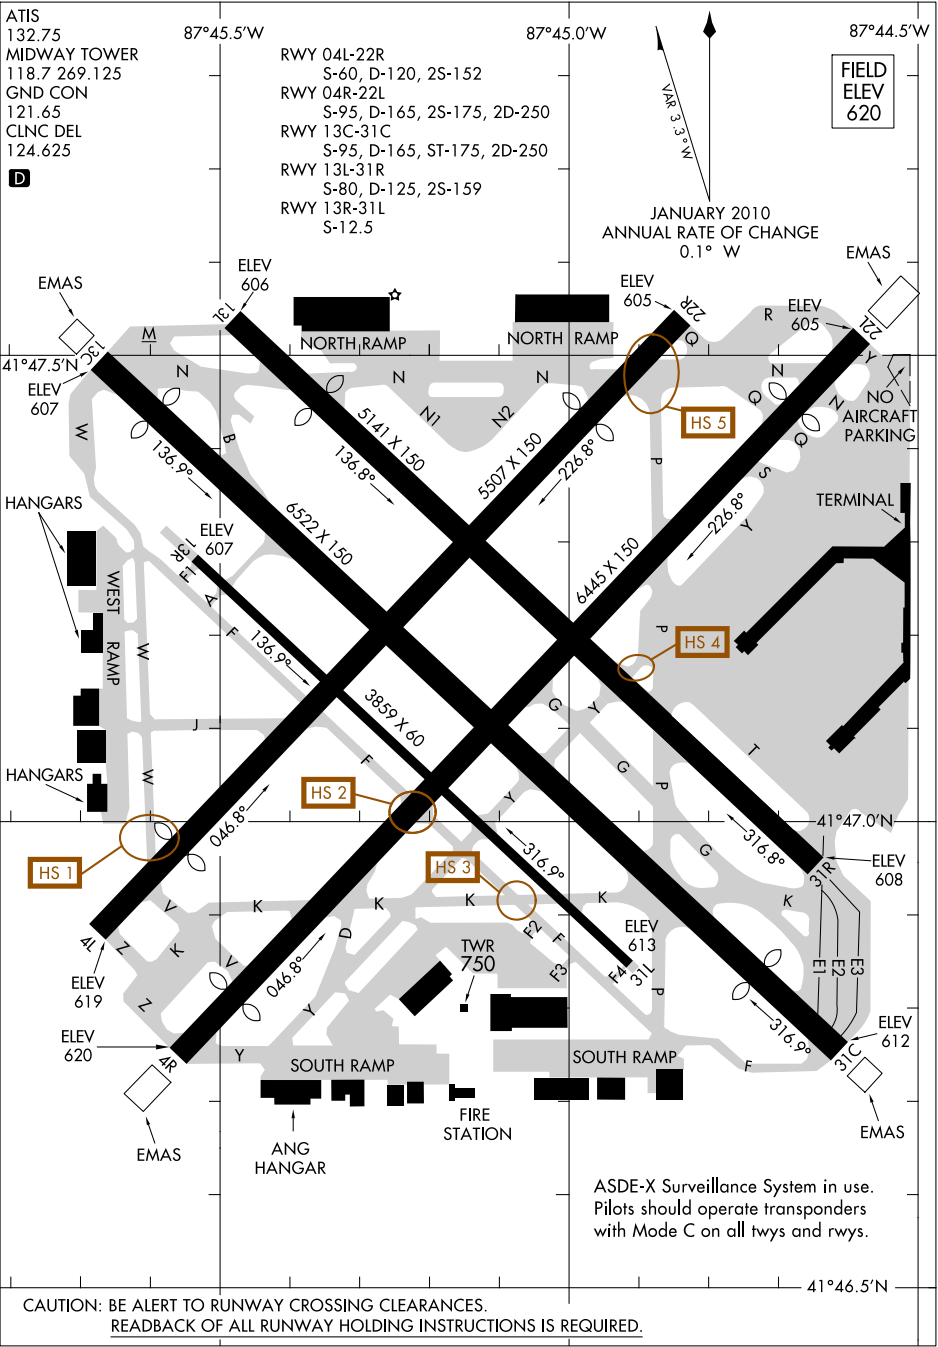 ATIS
132.75
MIDWAY TOWER
118.7 269.125
GND CON
121.65
CLNC DEL
124.625
D
87°45.5'W
87°45.0'W
87°44.5'W
RWY 04L-22R
S-60, D-120, 2S-152
RWY 04R-22L
S-95, D-165, 2S-175, 2D-250
RWY 13C-31C
S-95, D-165, ST-175, 2D-250
RWY 13L-31R
S-80, D-125, 2S-159
RWY 13R-31L
S-12.5
VAR 3.3° W
FIELD
ELEV
620
JANUARY 2010
ANNUAL RATE OF CHANGE
0.1° W
EMAS
ELEV
606
ELEV
605
ELEV
605
EMAS
13C
13L
22R
22L
M
NORTH RAMP
NORTH RAMP
R
Q
Y
41°47.5'N
ELEV
607
N
N
N
N
N1
N2
Q
Q
N
S
Y
HS 5
NO
AIRCRAFT
PARKING
W
B
136.9°
5141 X 150
136.8°
5507 X 150
226.8°
P
226.8°
HANGARS
ELEV
607
13R
6522 X 150
6445 X 150
TERMINAL
WEST
RAMP
F1
A
F
136.9°
W
P
HS 4
3859 X 60
J
F
G
Y
T
G
P
W
HANGARS
HS 2
Y
046.8°
316.9°
316.8°
G
41°47.0'N
HS 1
HS 3
31R
ELEV
608
V
K
K
K
K
K
4L
Z
K
V
D
F2
F
ELEV
613
TWR
750
F3
F4
31L
P
E1
E2
E3
ELEV
619
Z
046.8°
Y
316.9°
ELEV
612
ELEV
620
4R
Y
SOUTH RAMP
SOUTH RAMP
F
31C
EMAS
ANG
HANGAR
FIRE
STATION
EMAS
ASDE-X Surveillance System in use.
Pilots should operate transponders
with Mode C on all twys and rwys.
41°46.5'N
CAUTION: BE ALERT TO RUNWAY CROSSING CLEARANCES.
READBACK OF ALL RUNWAY HOLDING INSTRUCTIONS IS REQUIRED.